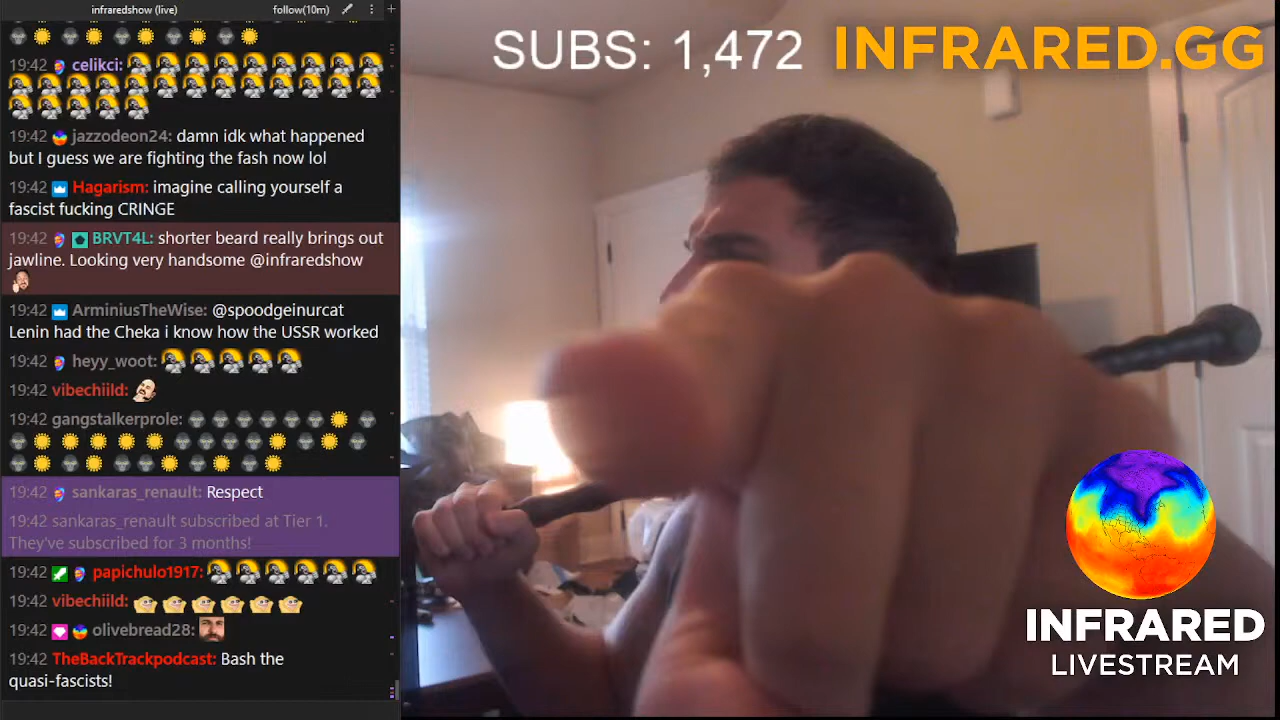 infraredshow (live)
follow(10m)
SUBS: 1,472
INFRARED.GG
19:42 celikci:
19:42 jazzodeon24: damn idk what happened
but I guess we are fighting the fash now lol
19:42 Hagarism: imagine calling yourself a
fascist fucking CRINGE
19:42 BRVT4L: shorter beard really brings out
jawline. Looking very handsome @infraredshow
19:42 ArminiusTheWise: @spoodgeinurcat
Lenin had the Cheka i know how the USSR worked
19:42 heyy_woot:
19:42 vibechiild:
19:42 gangstalkerprole:
19:42 sankaras_renault: Respect
19:42 sankaras_renault subscribed at Tier 1.
They've subscribed for 3 months!
19:42 papichulo1917:
19:42 vibechiild:
19:42 olivebread28:
19:42 TheBackTrackpodcast: Bash the
quasi-fascists!
INFRARED
LIVESTREAM